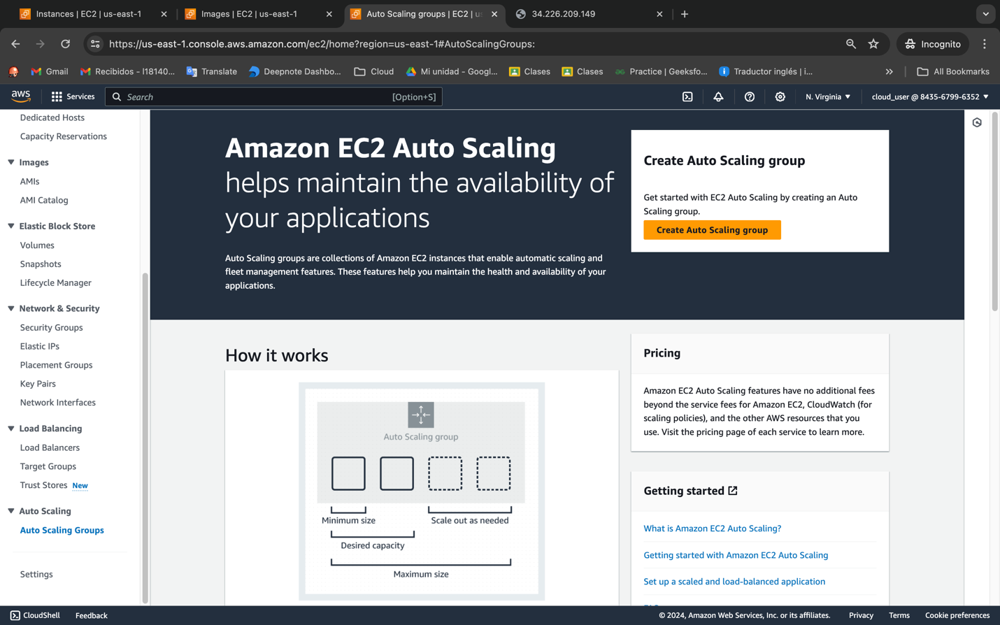 Instances | EC2 | us-east-1
Images | EC2 | us-east-1
Auto Scaling groups | EC2 | us
34.226.209.149
https://us-east-1.console.aws.amazon.com/ec2/home?region=us-east-1#AutoScalingGroups:
Incognito
Gmail
Recibidos - l18140...
Translate
Deepnote Dashbo...
Cloud
Mi unidad - Googl...
Clases
Clases
Practice | Geeksfo...
Traductor inglés | i...
All Bookmarks
aws
Services
Search
[Option+S]
N. Virginia
cloud_user @ 8435-6799-6352
Dedicated Hosts
Capacity Reservations
Images
AMIs
AMI Catalog
Elastic Block Store
Volumes
Snapshots
Lifecycle Manager
Network & Security
Security Groups
Elastic IPs
Placement Groups
Key Pairs
Network Interfaces
Load Balancing
Load Balancers
Target Groups
Trust Stores New
Auto Scaling
Auto Scaling Groups
Settings
Amazon EC2 Auto Scaling
helps maintain the availability of
your applications
Auto Scaling groups are collections of Amazon EC2 instances that enable automatic scaling and
fleet management features. These features help you maintain the health and availability of your
applications.
Create Auto Scaling group
Get started with EC2 Auto Scaling by creating an Auto
Scaling group.
Create Auto Scaling group
How it works
Auto Scaling group
Minimum size
Scale out as needed
Desired capacity
Maximum size
Pricing
Amazon EC2 Auto Scaling features have no additional fees
beyond the service fees for Amazon EC2, CloudWatch (for
scaling policies), and the other AWS resources that you
use. Visit the pricing page of each service to learn more.
Getting started
What is Amazon EC2 Auto Scaling?
Getting started with Amazon EC2 Auto Scaling
Set up a scaled and load-balanced application
CloudShell
Feedback
© 2024, Amazon Web Services, Inc. or its affiliates.
Privacy
Terms
Cookie preferences